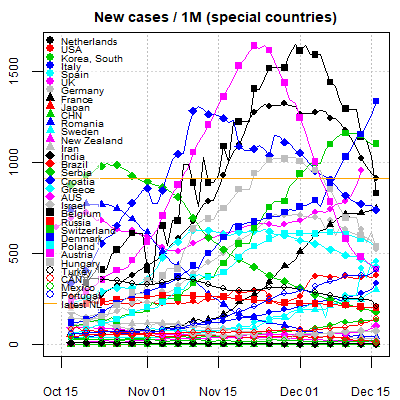 New cases / 1M (special countries)
Netherlands
USA
Korea, South
Italy
Spain
UK
Germany
France
Japan
CHN
Romania
Sweden
New Zealand
Iran
India
Brazil
Serbia
Croatia
Greece
AUS
Israel
Belgium
Russia
Switzerland
Denmark
Poland
Austria
Hungary
Turkey
CAN
Mexico
Portugal
latest NL
0
500
1000
1500
Oct 15
Nov 01
Nov 15
Dec 01
Dec 15